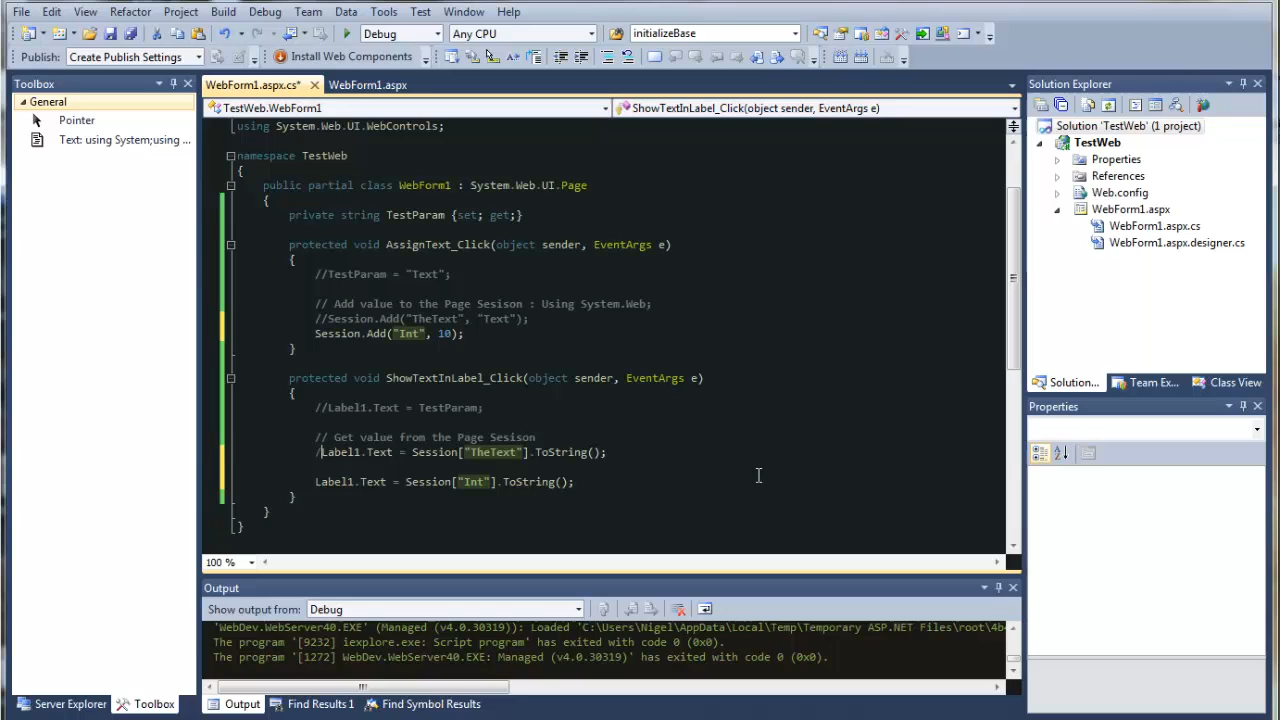 File Edit View Refactor Project Build Debug Team Data Tools Test Window Help
Debug Any CPU initializeBase
Publish: Create Publish Settings Install Web Components
Toolbox
General
Pointer
Text: using System;using ...
WebForm1.aspx.cs* WebForm1.aspx
TestWeb.WebForm1 ShowTextInLabel_Click(object sender, EventArgs e)
using System.Web.UI.WebControls;
namespace TestWeb
{
public partial class WebForm1 : System.Web.UI.Page
{
private string TestParam {set; get;}
protected void AssignText_Click(object sender, EventArgs e)
{
//TestParam = "Text";
// Add value to the Page Sesison : Using System.Web;
//Session.Add("TheText", "Text");
Session.Add("Int", 10);
}
protected void ShowTextInLabel_Click(object sender, EventArgs e)
{
//Label1.Text = TestParam;
// Get value from the Page Sesison
/Label1.Text = Session["TheText"].ToString();
Label1.Text = Session["Int"].ToString();
}
}
}
100 %
Output
Show output from: Debug
'WebDev.WebServer40.EXE' (Managed (v4.0.30319)): Loaded 'C:\Users\Nigel\AppData\Local\Temp\Temporary ASP.NET Files\root\4b
The program '[9232] iexplore.exe: Script program' has exited with code 0 (0x0).
The program '[1272] WebDev.WebServer40.EXE: Managed (v4.0.30319)' has exited with code 0 (0x0).
Server Explorer Toolbox Output Find Results 1 Find Symbol Results
Solution Explorer
Solution 'TestWeb' (1 project)
TestWeb
Properties
References
Web.config
WebForm1.aspx
WebForm1.aspx.cs
WebForm1.aspx.designer.cs
Solution... Team Ex... Class View
Properties